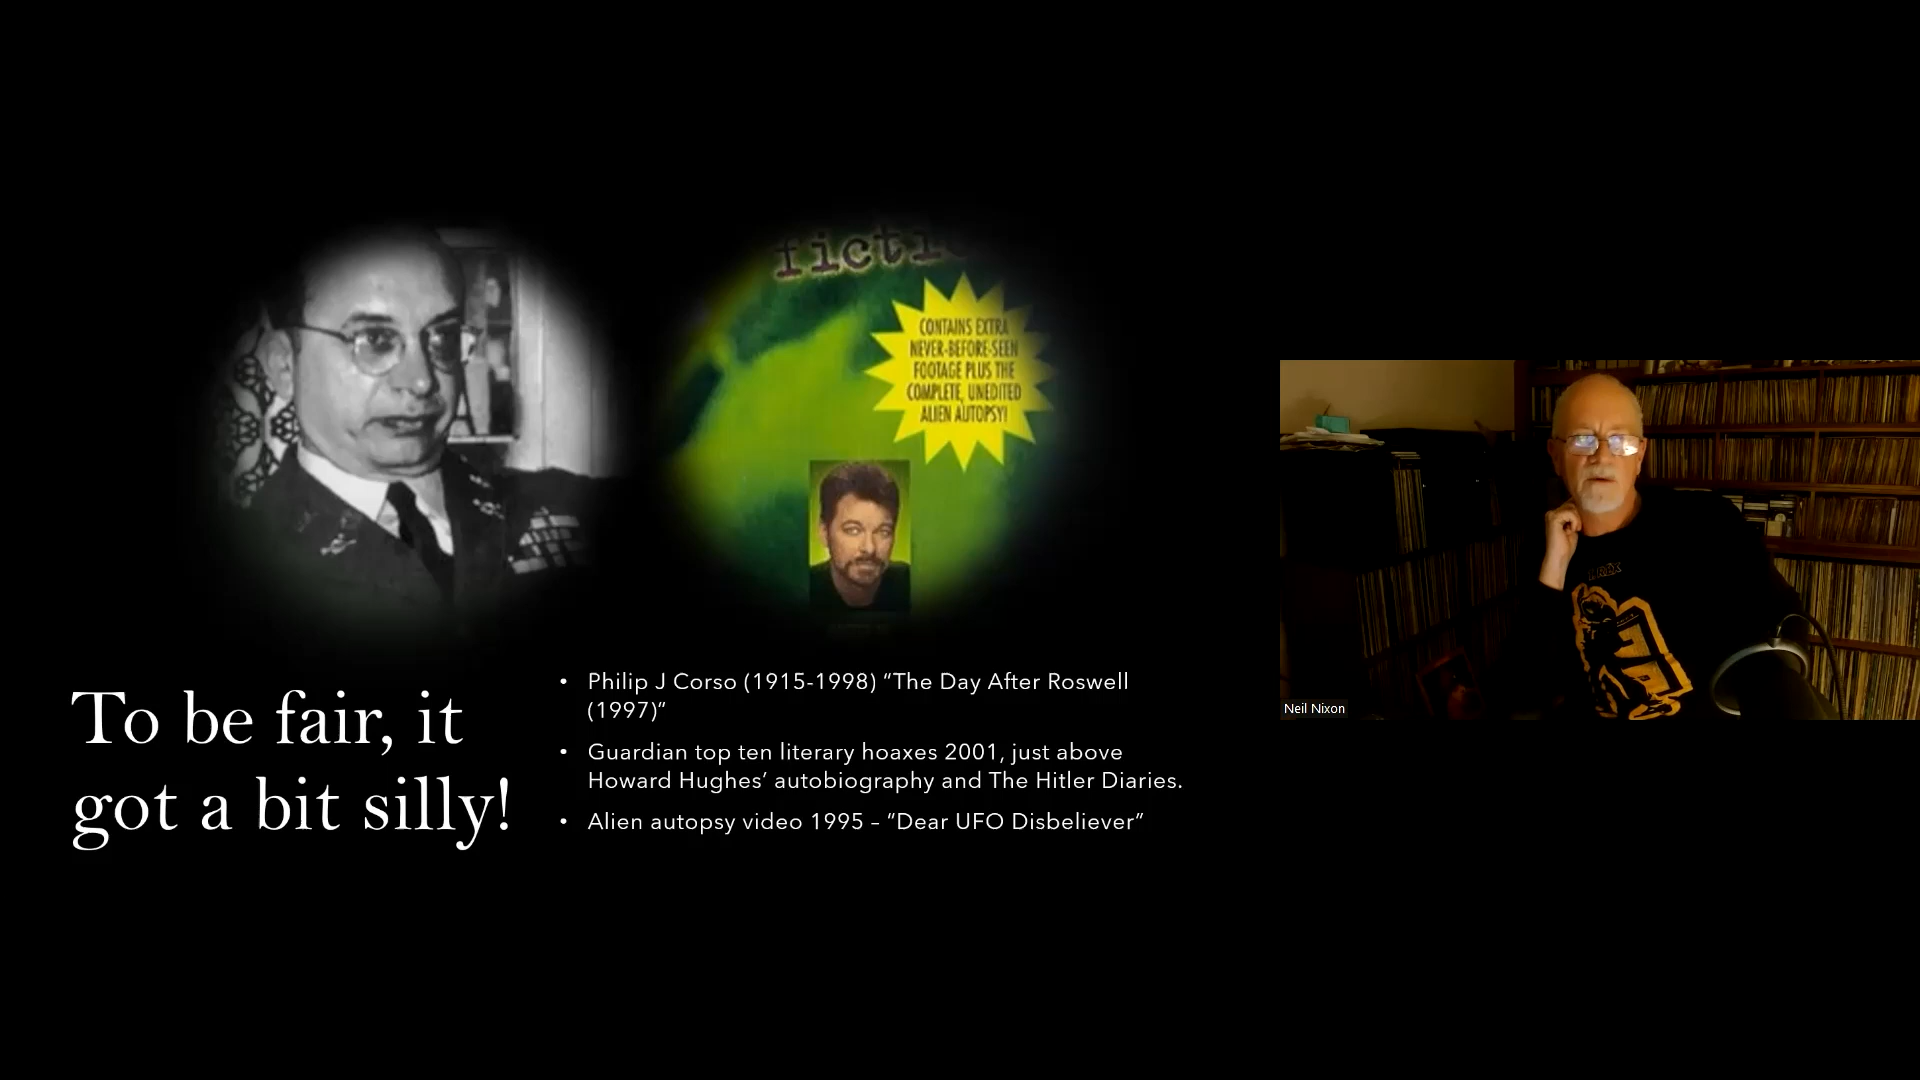 fictio
CONTAINS EXTRA
NEVER-BEFORE-SEEN
FOOTAGE PLUS THE
COMPLETE, UNEDITED
ALIEN AUTOPSY!
To be fair, it
got a bit silly!
• Philip J Corso (1915-1998) “The Day After Roswell
(1997)”
• Guardian top ten literary hoaxes 2001, just above
Howard Hughes’ autobiography and The Hitler Diaries.
• Alien autopsy video 1995 – “Dear UFO Disbeliever”
Neil Nixon